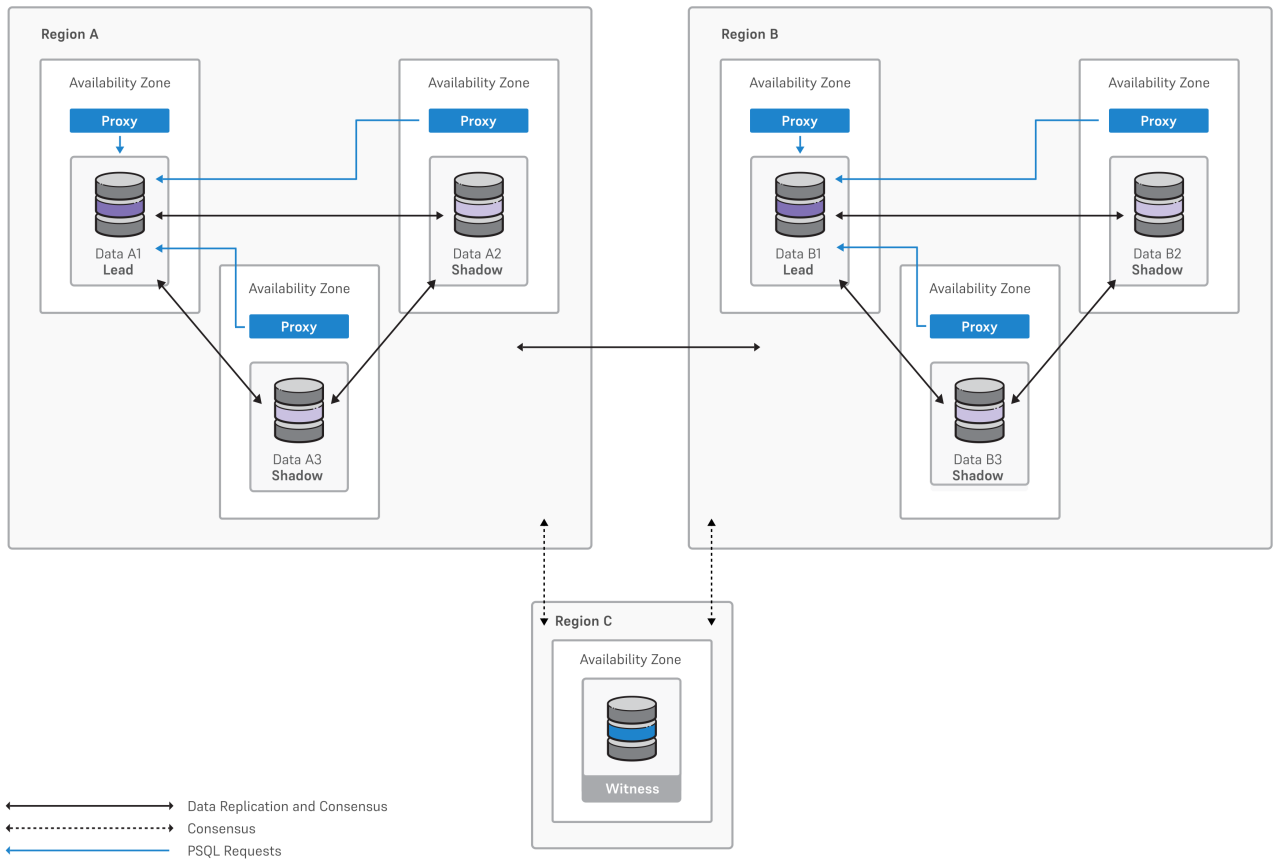 Region A
Availability Zone
Proxy
Data A1
Lead
Availability Zone
Proxy
Data A2
Shadow
Availability Zone
Proxy
Data A3
Shadow
Region B
Availability Zone
Proxy
Data B1
Lead
Availability Zone
Proxy
Data B2
Shadow
Availability Zone
Proxy
Data B3
Shadow
Region C
Availability Zone
Witness
Data Replication and Consensus
Consensus
PSQL Requests